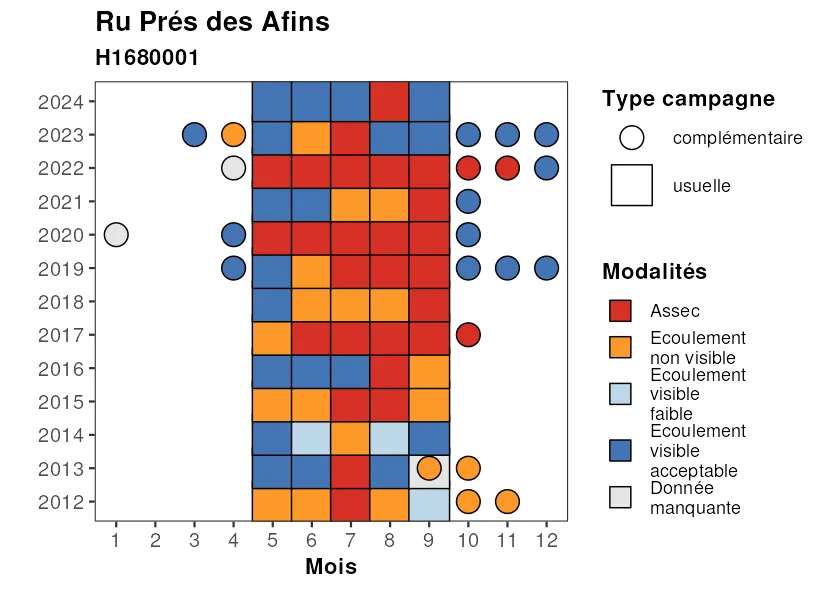 Ru Prés des Afins
H1680001
2024
2023
2022
2021
2020
2019
2018
2017
2016
2015
2014
2013
2012
1 2 3 4 5 6 7 8 9 10 11 12
Mois
Type campagne
complémentaire
usuelle
Modalités
Assec
Ecoulement
non visible
Ecoulement
visible
faible
Ecoulement
visible
acceptable
Donnée
manquante